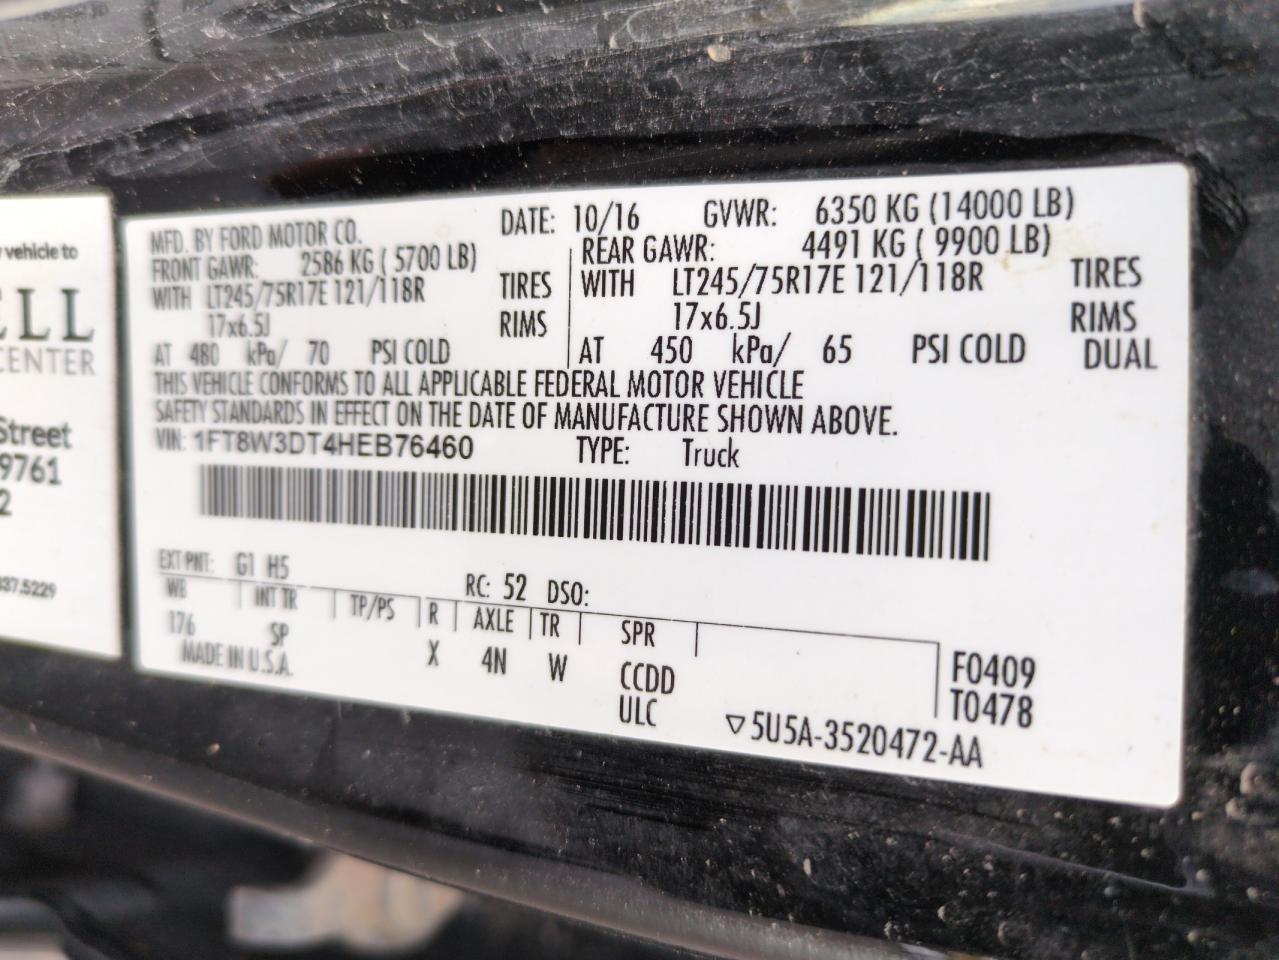 y vehicle to
ELL
CENTER
Street
9761
2
337.5229
MFD. BY FORD MOTOR CO. DATE: 10/16 GVWR: 6350 KG (14000 LB)
FRONT GAWR: 2586 KG ( 5700 LB) REAR GAWR: 4491 KG ( 9900 LB)
WITH LT245/75R17E 121/118R TIRES WITH LT245/75R17E 121/118R TIRES
17x6.5J RIMS 17x6.5J RIMS
AT 480 kPa/ 70 PSI COLD AT 450 kPa/ 65 PSI COLD DUAL
THIS VEHICLE CONFORMS TO ALL APPLICABLE FEDERAL MOTOR VEHICLE
SAFETY STANDARDS IN EFFECT ON THE DATE OF MANUFACTURE SHOWN ABOVE.
VIN: 1FT8W3DT4HEB76460 TYPE: Truck
EXT PNT: G1 H5 RC: 52 DSO:
WB INT TR TP/PS R AXLE TR SPR
176 SP X 4N W CCDD F0409
MADE IN U.S.A. ULC T0478
▽5U5A-3520472-AA